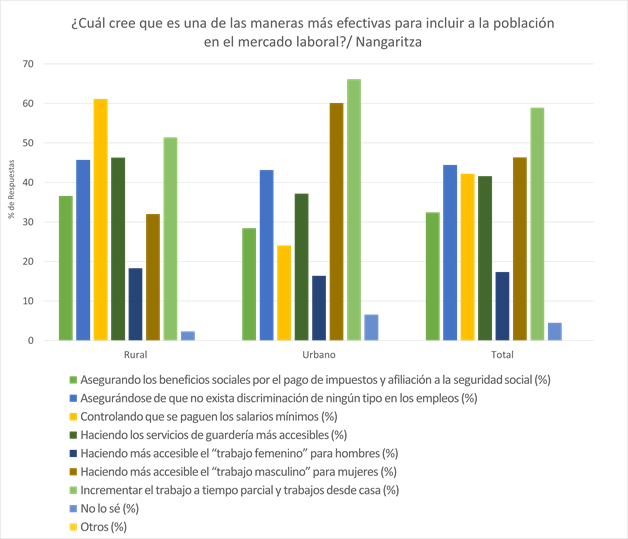 ¿Cuál cree que es una de las maneras más efectivas para incluir a la población
en el mercado laboral?/ Nangaritza
% de Respuestas
70
60
50
40
30
20
10
0
Rural
Urbano
Total
Asegurando los beneficios sociales por el pago de impuestos y afiliación a la seguridad social (%)
Asegurándose de que no exista discriminación de ningún tipo en los empleos (%)
Controlando que se paguen los salarios mínimos (%)
Haciendo los servicios de guardería más accesibles (%)
Haciendo más accesible el “trabajo femenino” para hombres (%)
Haciendo más accesible el “trabajo masculino” para mujeres (%)
Incrementar el trabajo a tiempo parcial y trabajos desde casa (%)
No lo sé (%)
Otros (%)